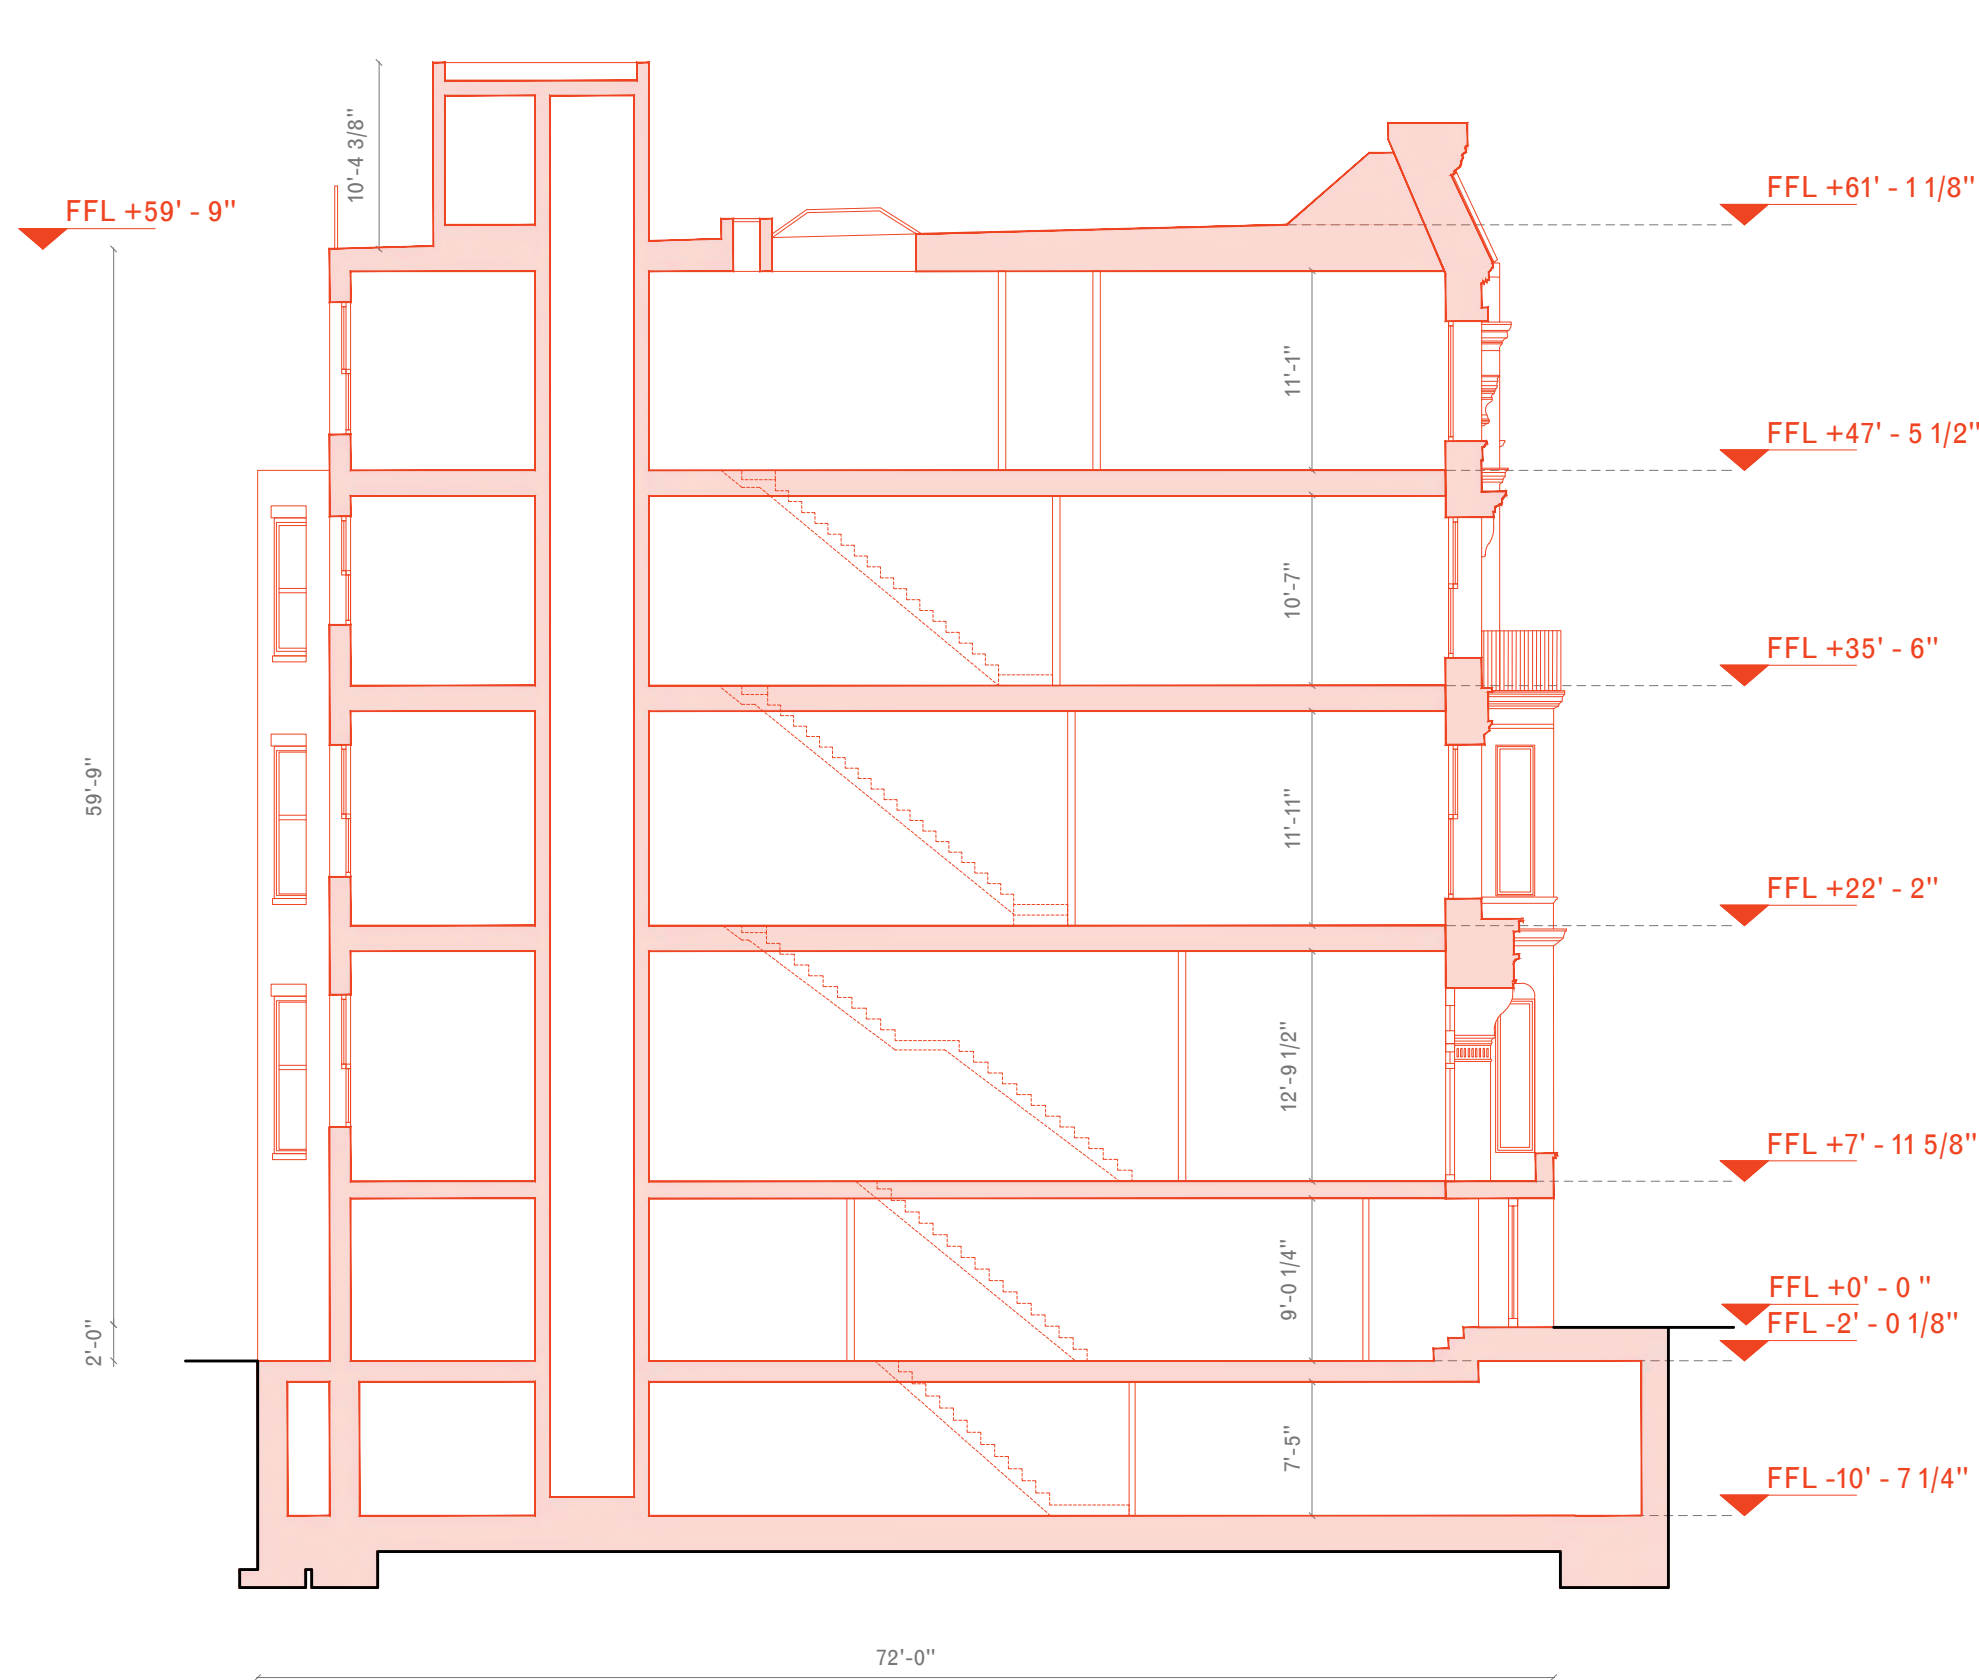 10'-4 3/8"
FFL +59' - 9"
FFL +61' - 1 1/8"
11'-1"
FFL +47' - 5 1/2"
10'-7"
FFL +35' - 6"
59'-9"
11'-11"
FFL +22' - 2"
12'-9 1/2"
FFL +7' - 11 5/8"
9'-0 1/4"
FFL +0' - 0 "
2'-0"
FFL -2' - 0 1/8"
7'-5"
FFL -10' - 7 1/4"
72'-0"